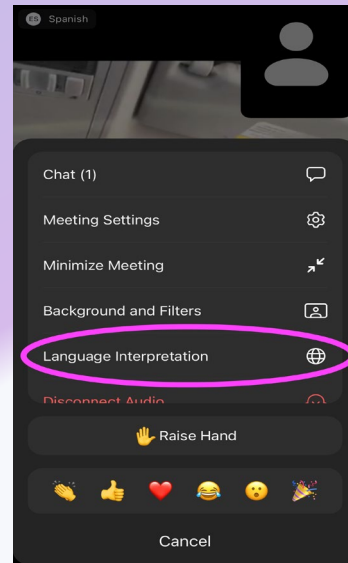 ES Spanish
Chat (1)
Meeting Settings
Minimize Meeting
Background and Filters
Language Interpretation
Disconnect Audio
Raise Hand
Cancel